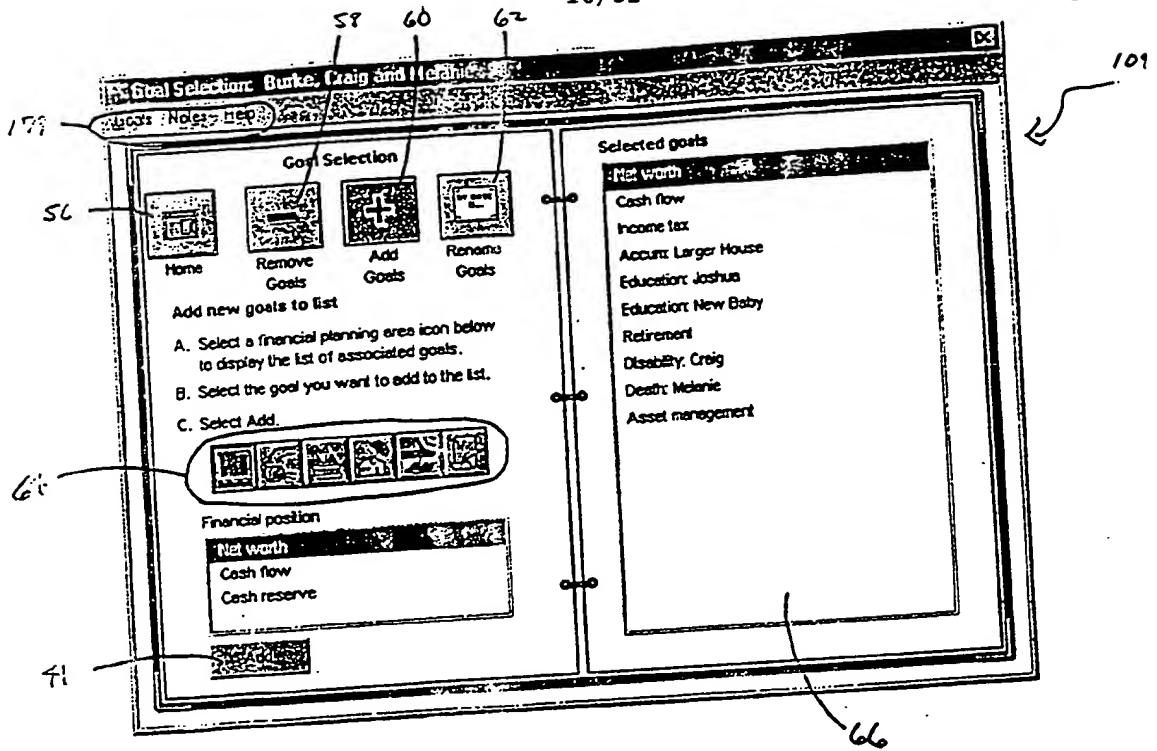 58 60 62
Goal Selection: Burke, Craig and Melanie
101
Goals Notes Help
Goal Selection
56
Home
Remove Goals
Add Goals
Rename Goals
Add new goals to list
A. Select a financial planning area icon below
to display the list of associated goals.
B. Select the goal you want to add to the list.
C. Select Add.
Financial position
Net worth
Cash flow
Cash reserve
41
Add
Selected goals
Net worth
Cash flow
Income tax
Accum: Larger House
Education: Joshua
Education: New Baby
Retirement
Disability: Craig
Death: Melanie
Asset management
66